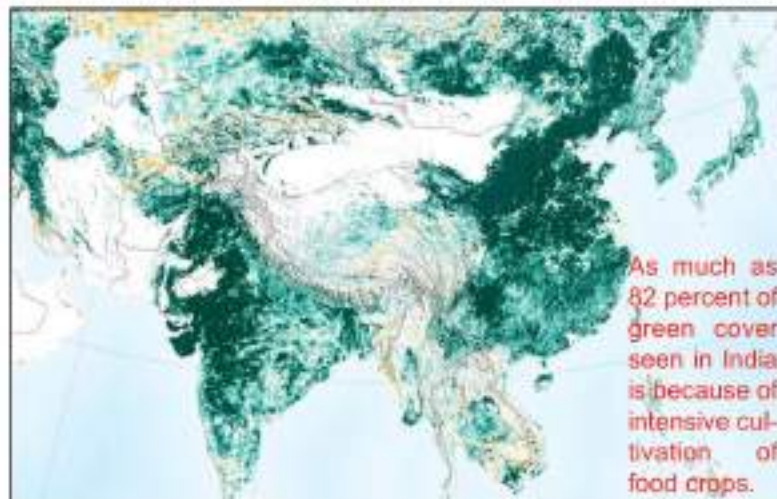 As much as
82 percent of
green cover
seen in India
is because of
intensive cul-
tivation of
food crops.